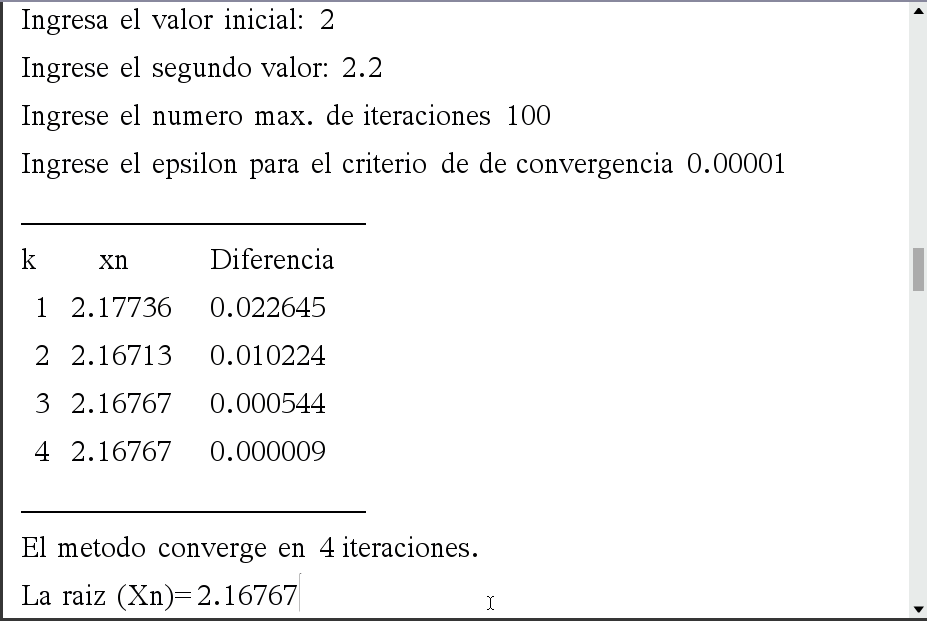 Ingresa el valor inicial: 2
Ingrese el segundo valor: 2.2
Ingrese el numero max. de iteraciones 100
Ingrese el epsilon para el criterio de de convergencia 0.00001
k xn Diferencia
1 2.17736 0.022645
2 2.16713 0.010224
3 2.16767 0.000544
4 2.16767 0.000009
El metodo converge en 4 iteraciones.
La raiz (Xn)=2.16767